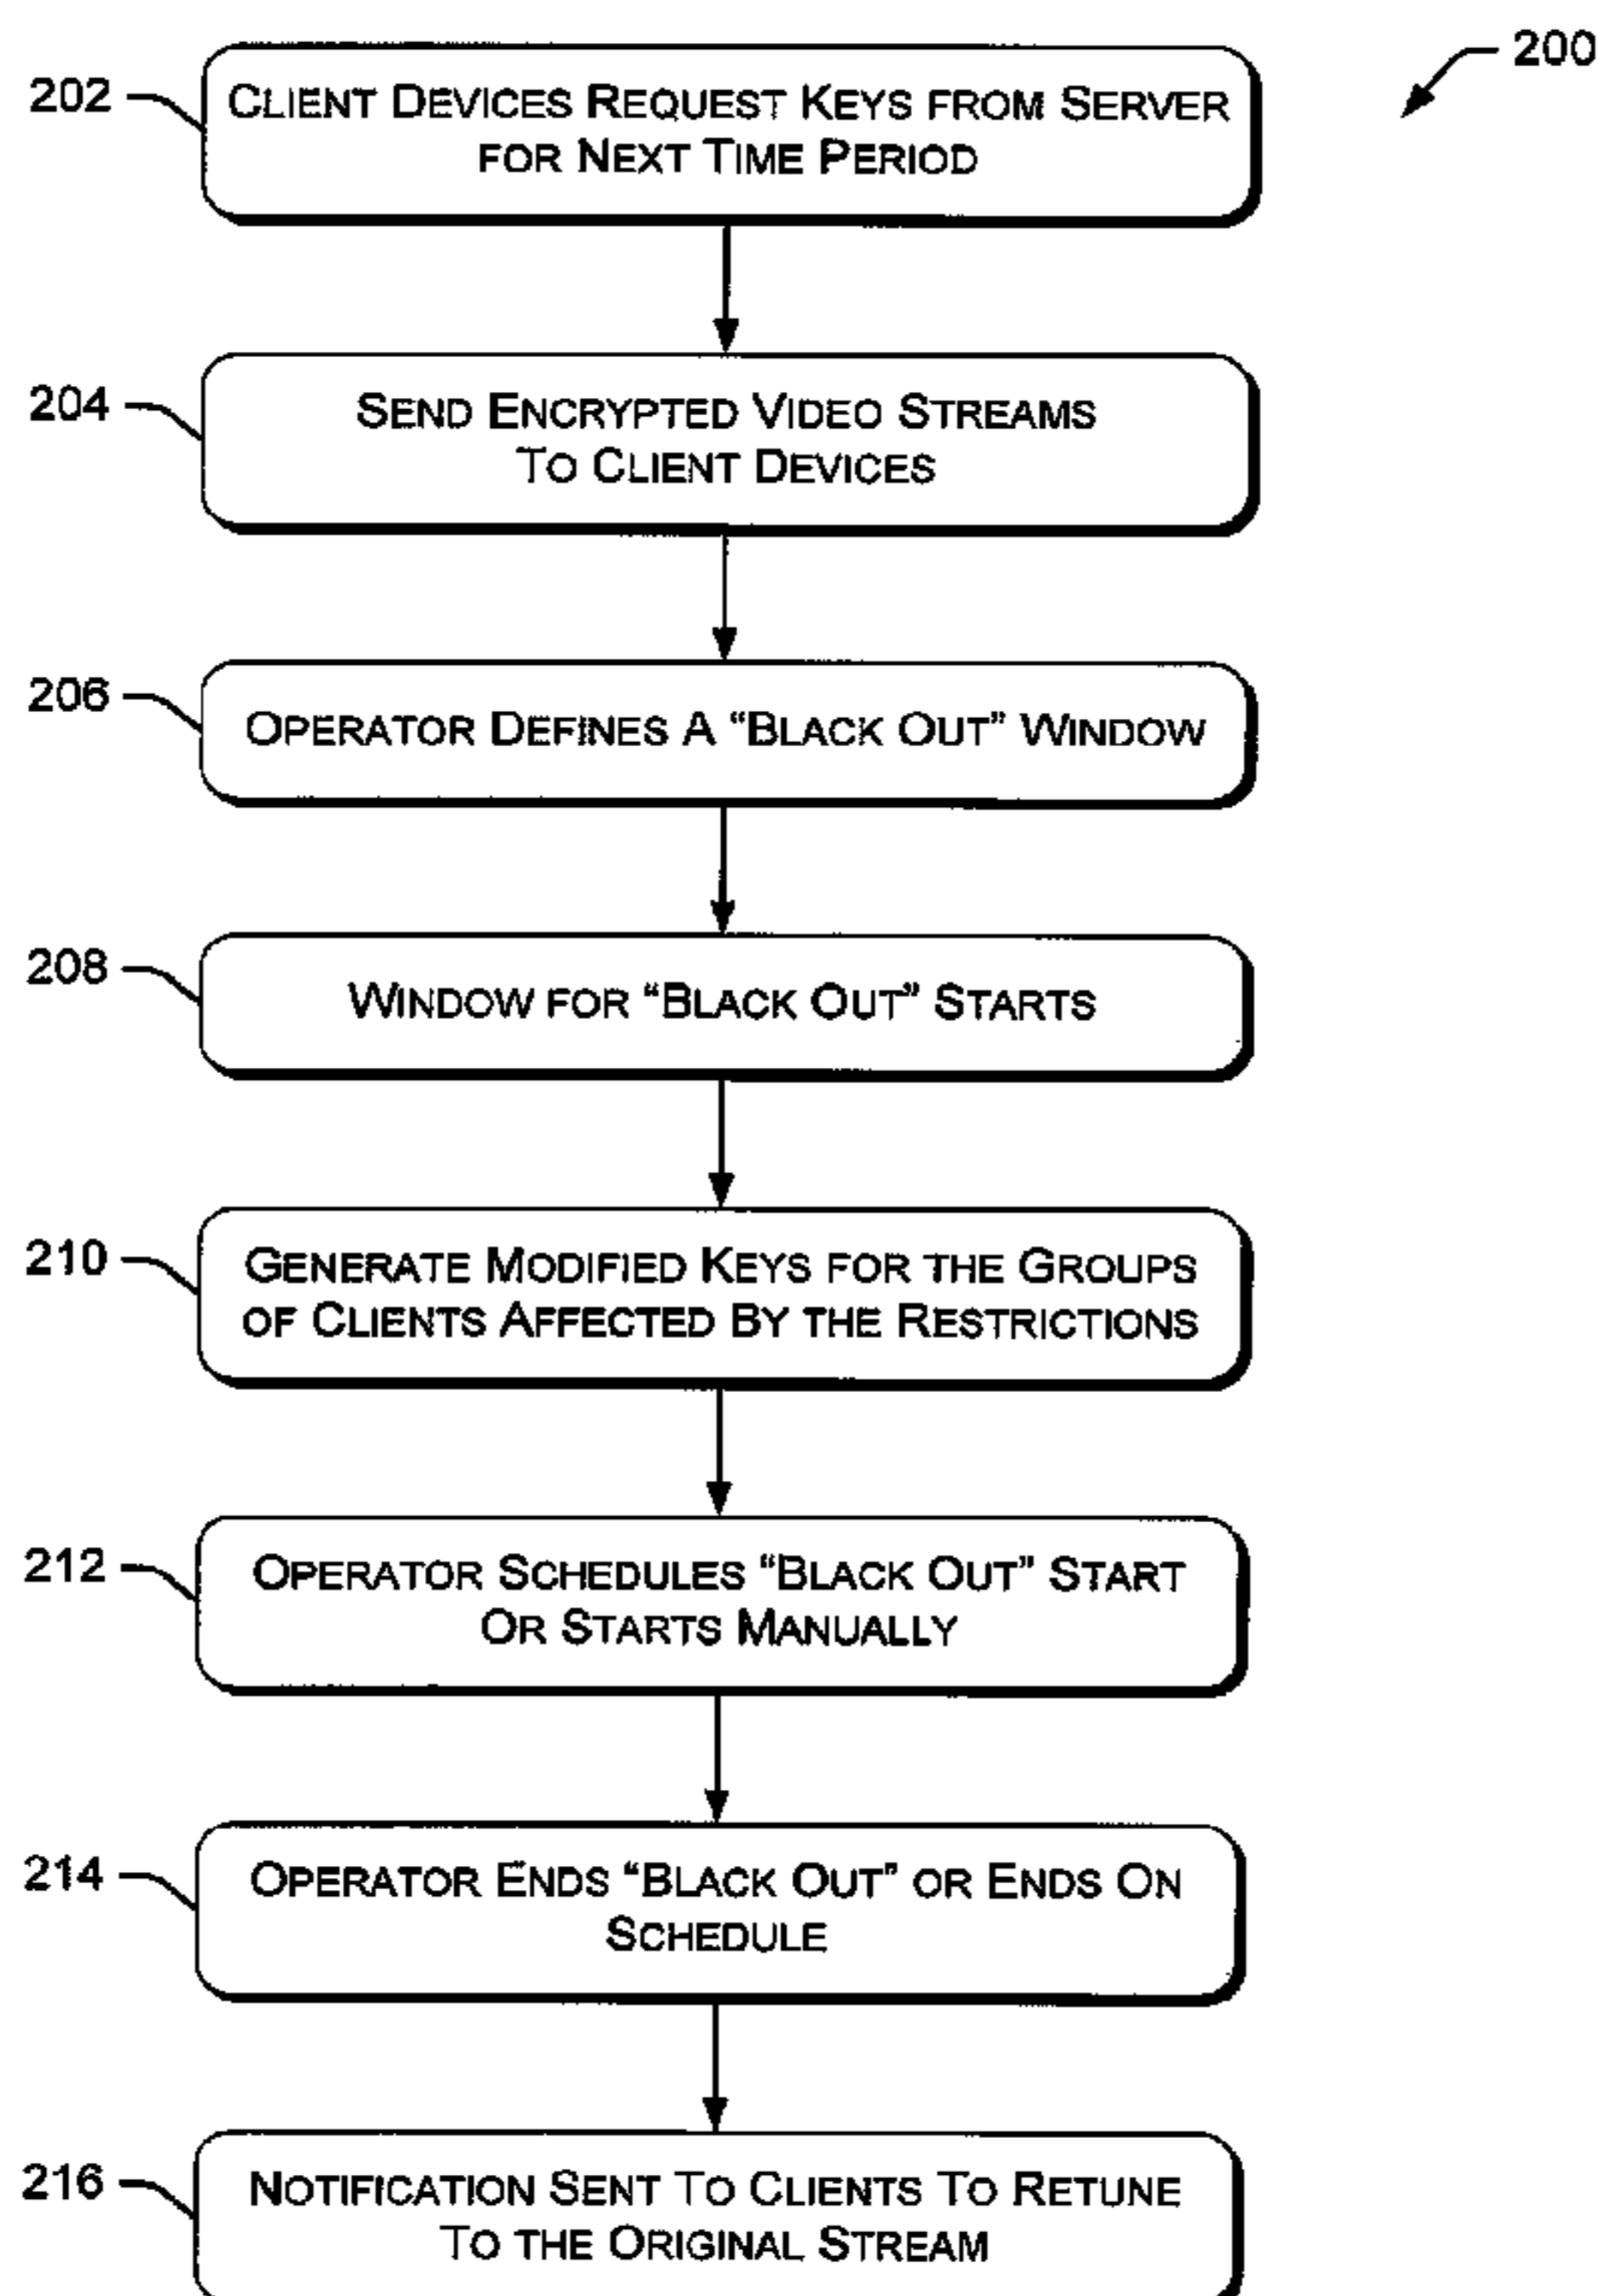 200
202
CLIENT DEVICES REQUEST KEYS FROM SERVER
FOR NEXT TIME PERIOD
204
SEND ENCRYPTED VIDEO STREAMS
TO CLIENT DEVICES
206
OPERATOR DEFINES A “BLACK OUT” WINDOW
208
WINDOW FOR “BLACK OUT” STARTS
210
GENERATE MODIFIED KEYS FOR THE GROUPS
OF CLIENTS AFFECTED BY THE RESTRICTIONS
212
OPERATOR SCHEDULES “BLACK OUT” START
OR STARTS MANUALLY
214
OPERATOR ENDS “BLACK OUT” OR ENDS ON
SCHEDULE
216
NOTIFICATION SENT TO CLIENTS TO RETUNE
TO THE ORIGINAL STREAM